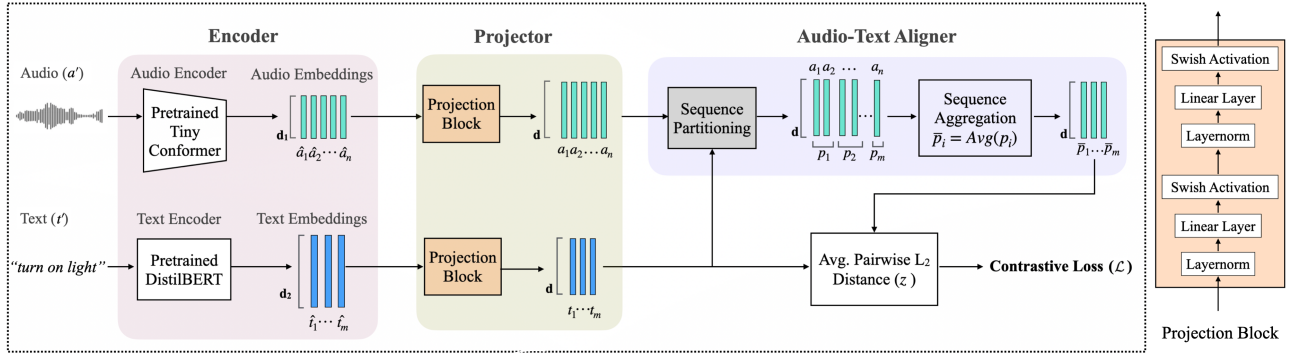 Encoder
Projector
Audio-Text Aligner
Audio (a′)
Audio Encoder
Audio Embeddings
Pretrained
Tiny
Conformer
d₁
â₁â₂⋯ âₙ
Projection
Block
d
a₁a₂… aₙ
Sequence
Partitioning
a₁a₂ … aₙ
d
…
p₁ p₂ pₘ
Sequence
Aggregation
p̅ᵢ = Avg(pᵢ)
d
p̅₁…p̅ₘ
Text (t′)
Text Encoder
Text Embeddings
“turn on light”
Pretrained
DistilBERT
d₂
t̂₁⋯ t̂ₘ
Projection
Block
d
t₁⋯tₘ
Avg. Pairwise L₂
Distance (z )
Contrastive Loss (ℒ)
Swish Activation
Linear Layer
Layernorm
Swish Activation
Linear Layer
Layernorm
Projection Block